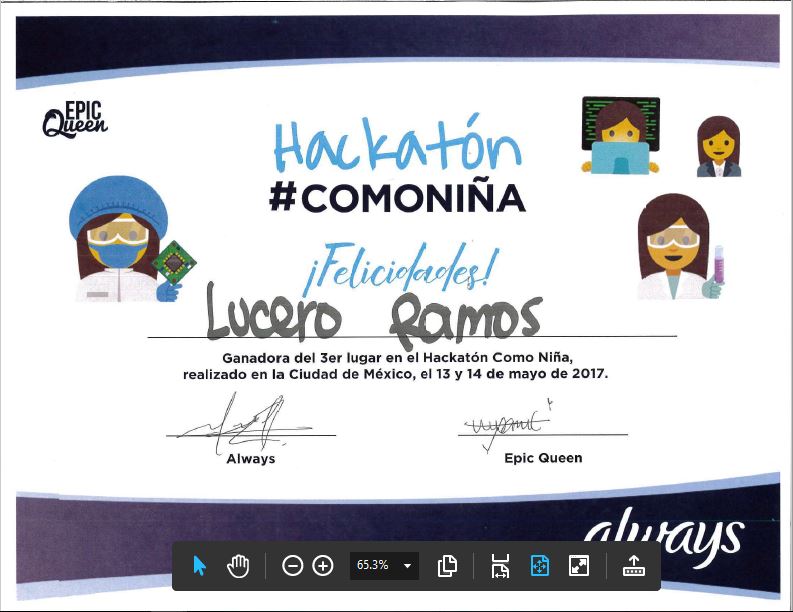 EPIC
Queen
Hackatón
#COMONIÑA
¡Felicidades!
Lucero Ramos
Ganadora del 3er lugar en el Hackatón Como Niña,
realizado en la Ciudad de México, el 13 y 14 de mayo de 2017.
Always
Epic Queen
always
65.3%